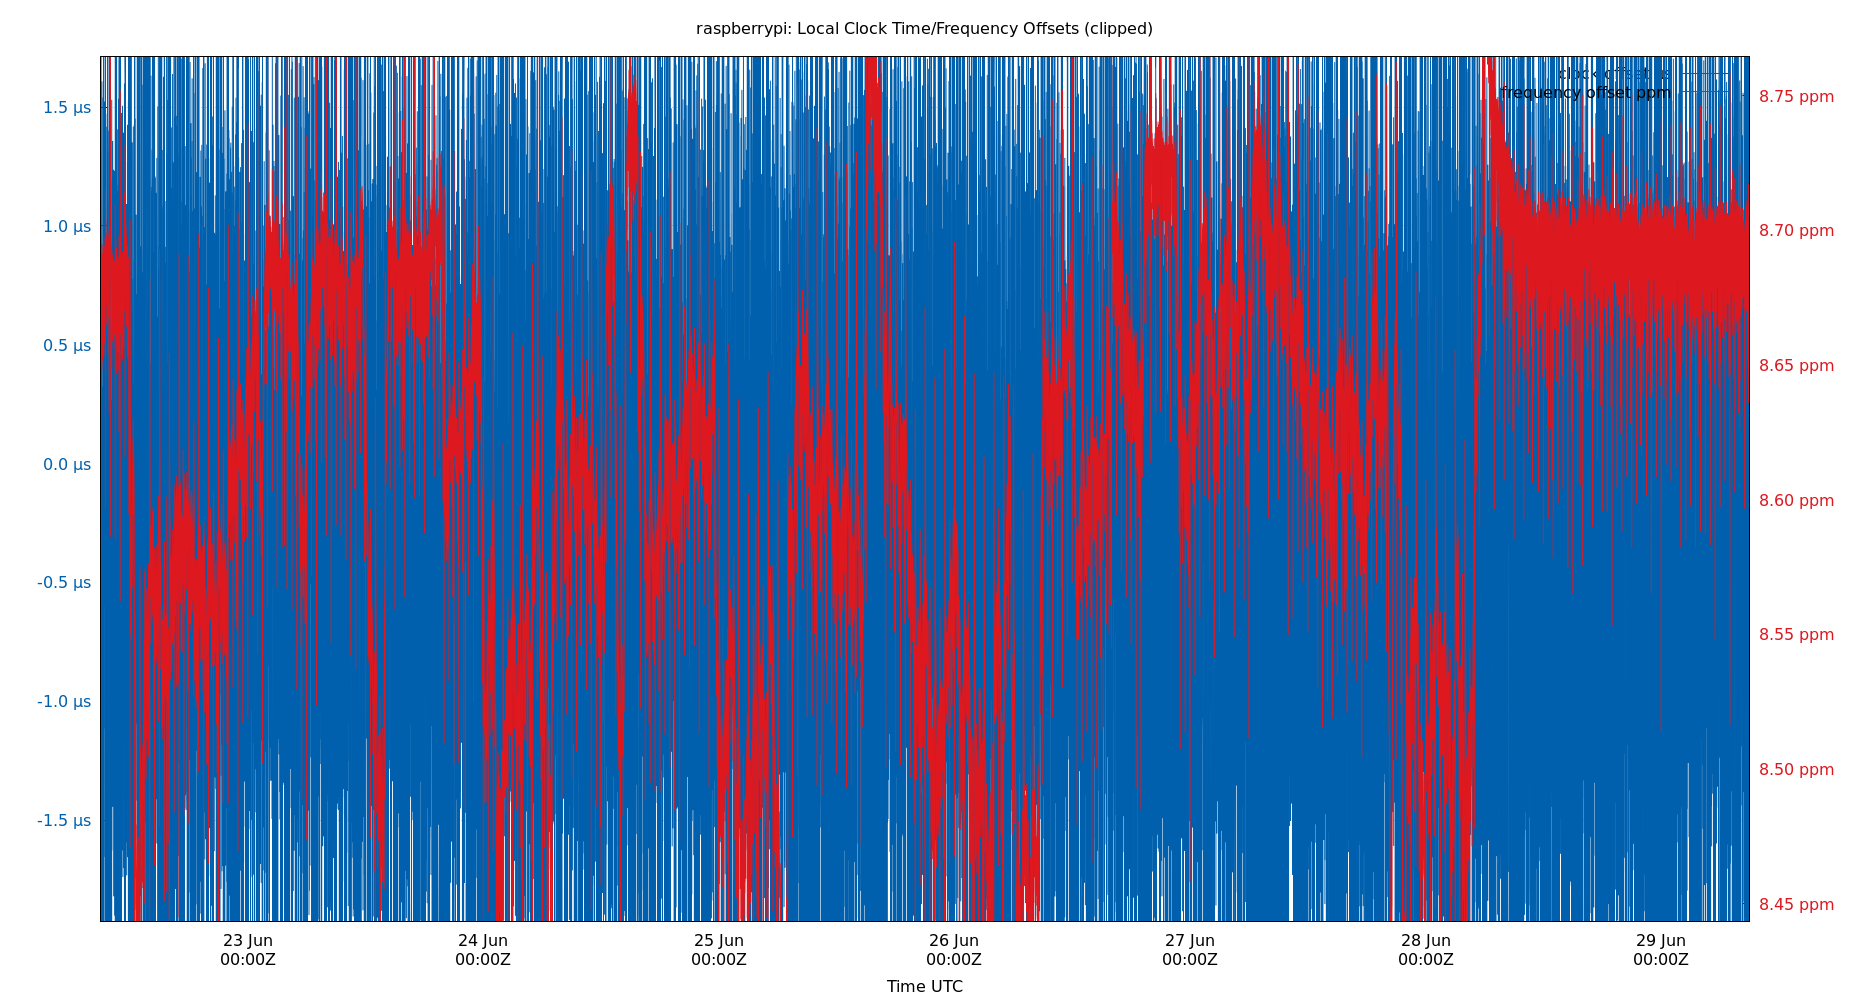 raspberrypi: Local Clock Time/Frequency Offsets (clipped)
clock offset µs
frequency offset ppm
1.5 µs
1.0 µs
0.5 µs
0.0 µs
-0.5 µs
-1.0 µs
-1.5 µs
8.75 ppm
8.70 ppm
8.65 ppm
8.60 ppm
8.55 ppm
8.50 ppm
8.45 ppm
23 Jun 24 Jun 25 Jun 26 Jun 27 Jun 28 Jun 29 Jun
00:00Z 00:00Z 00:00Z 00:00Z 00:00Z 00:00Z 00:00Z
Time UTC